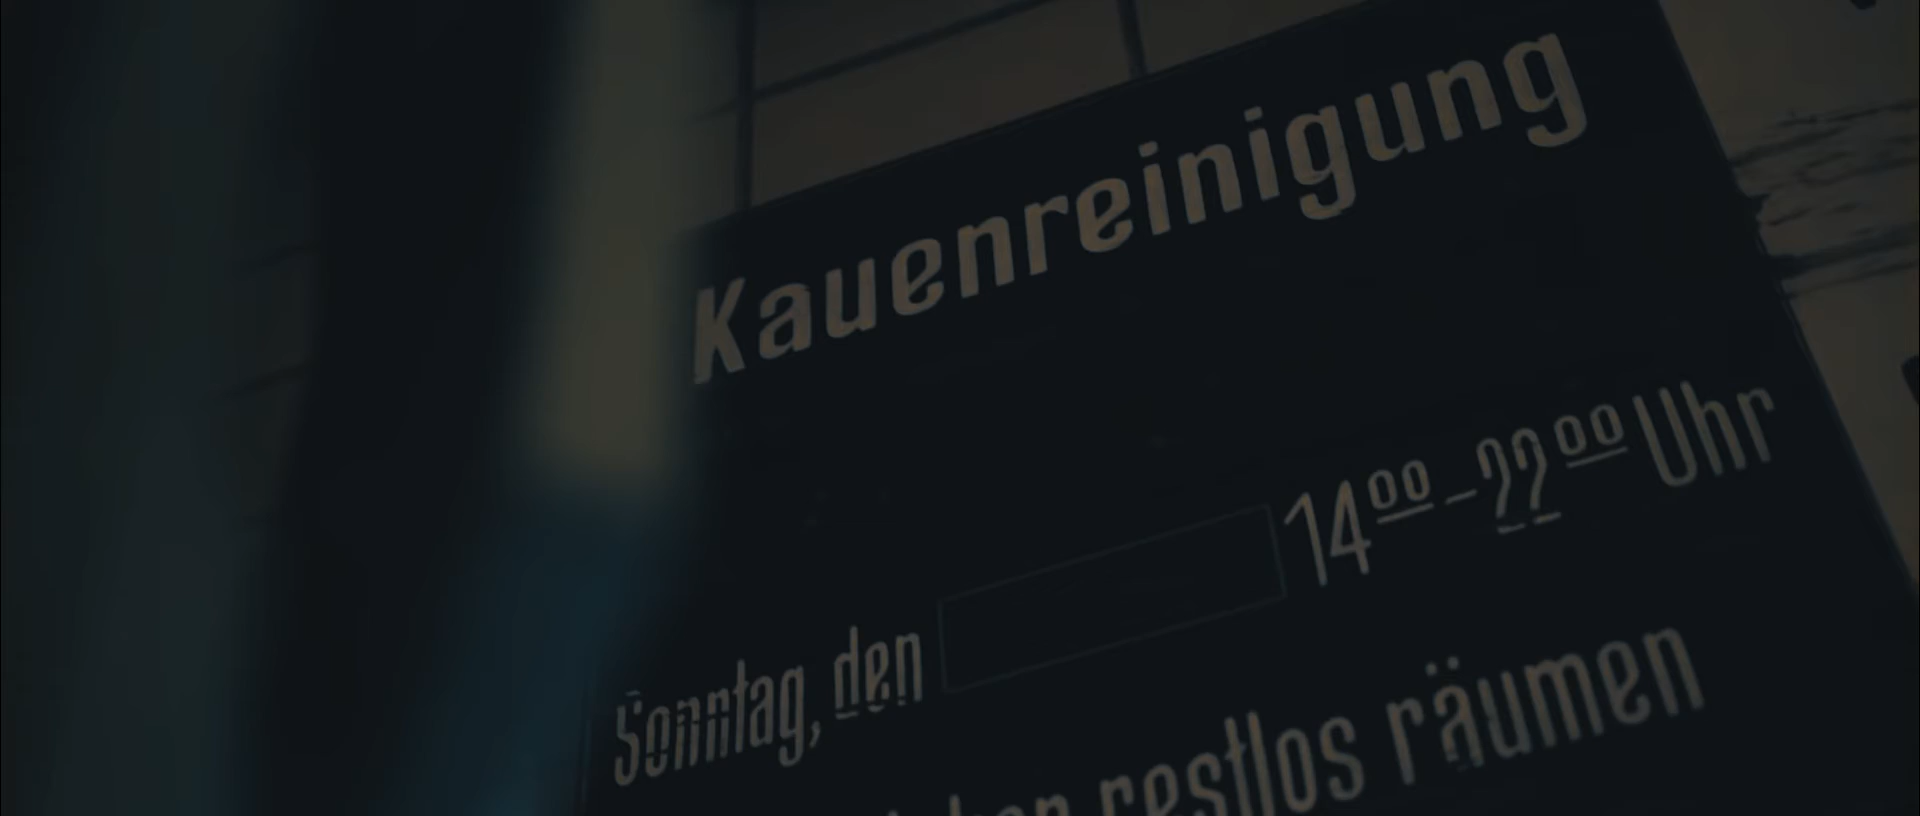 Kauenreinigung
Sonntag, den 14⁰⁰–22⁰⁰ Uhr
restlos räumen